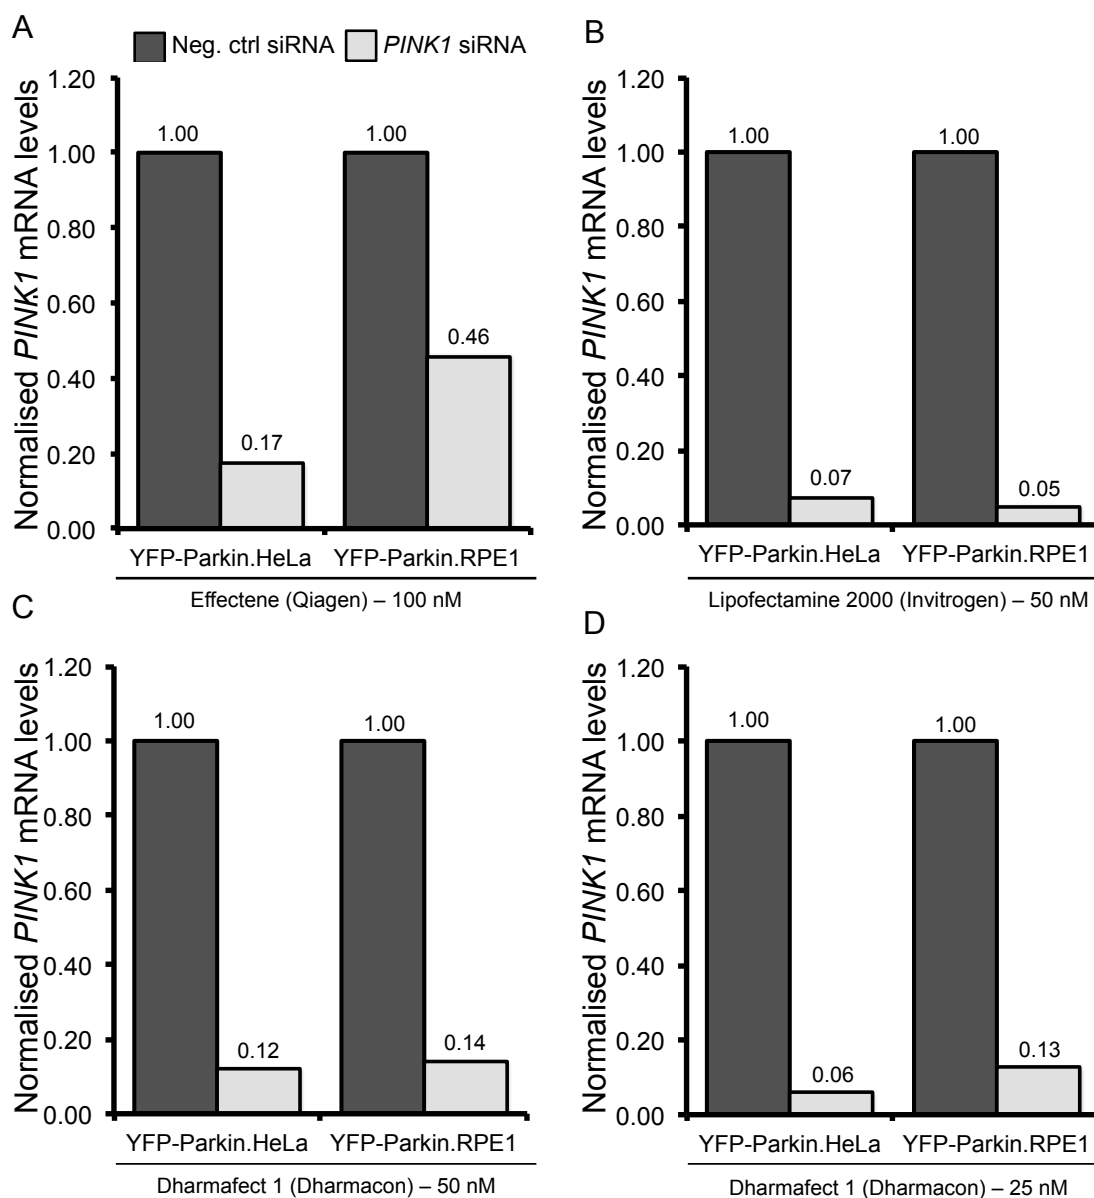 A
Neg. ctrl siRNA PINK1 siRNA
Normalised PINK1 mRNA levels
1.20
1.00
0.80
0.60
0.40
0.20
0.00
1.00
0.17
1.00
0.46
YFP-Parkin.HeLa YFP-Parkin.RPE1
Effectene (Qiagen) – 100 nM
B
Normalised PINK1 mRNA levels
1.20
1.00
0.80
0.60
0.40
0.20
0.00
1.00
0.07
1.00
0.05
YFP-Parkin.HeLa YFP-Parkin.RPE1
Lipofectamine 2000 (Invitrogen) – 50 nM
C
Normalised PINK1 mRNA levels
1.20
1.00
0.80
0.60
0.40
0.20
0.00
1.00
0.12
1.00
0.14
YFP-Parkin.HeLa YFP-Parkin.RPE1
Dharmafect 1 (Dharmacon) – 50 nM
D
Normalised PINK1 mRNA levels
1.20
1.00
0.80
0.60
0.40
0.20
0.00
1.00
0.06
1.00
0.13
YFP-Parkin.HeLa YFP-Parkin.RPE1
Dharmafect 1 (Dharmacon) – 25 nM